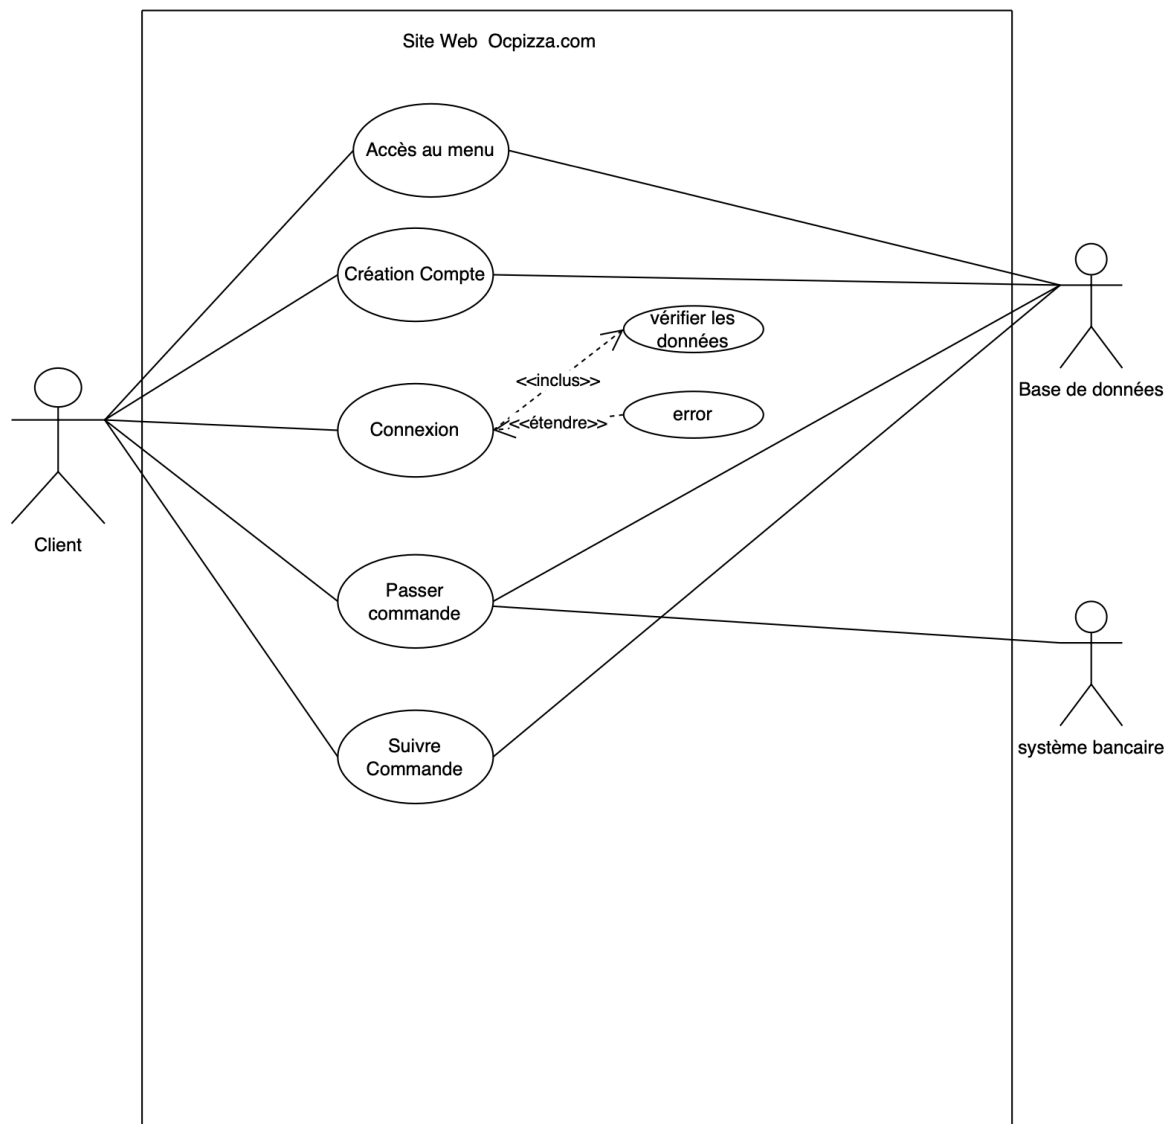 Site Web  Ocpizza.com
Accès au menu
Création Compte
vérifier les
données
<<inclus>>
Base de données
<<étendre>>
error
Connexion
Client
Passer
commande
système bancaire
Suivre
Commande